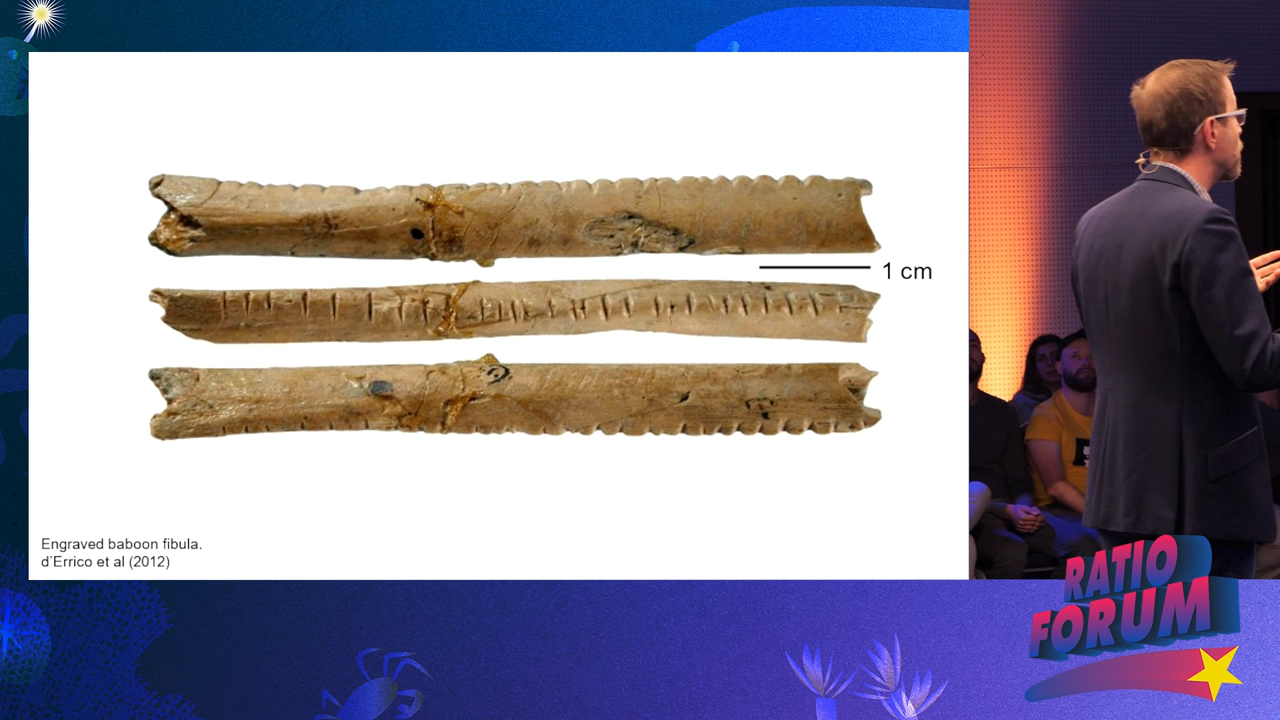 1 cm
Engraved baboon fibula.
d'Errico et al (2012)
RATIO
FORUM